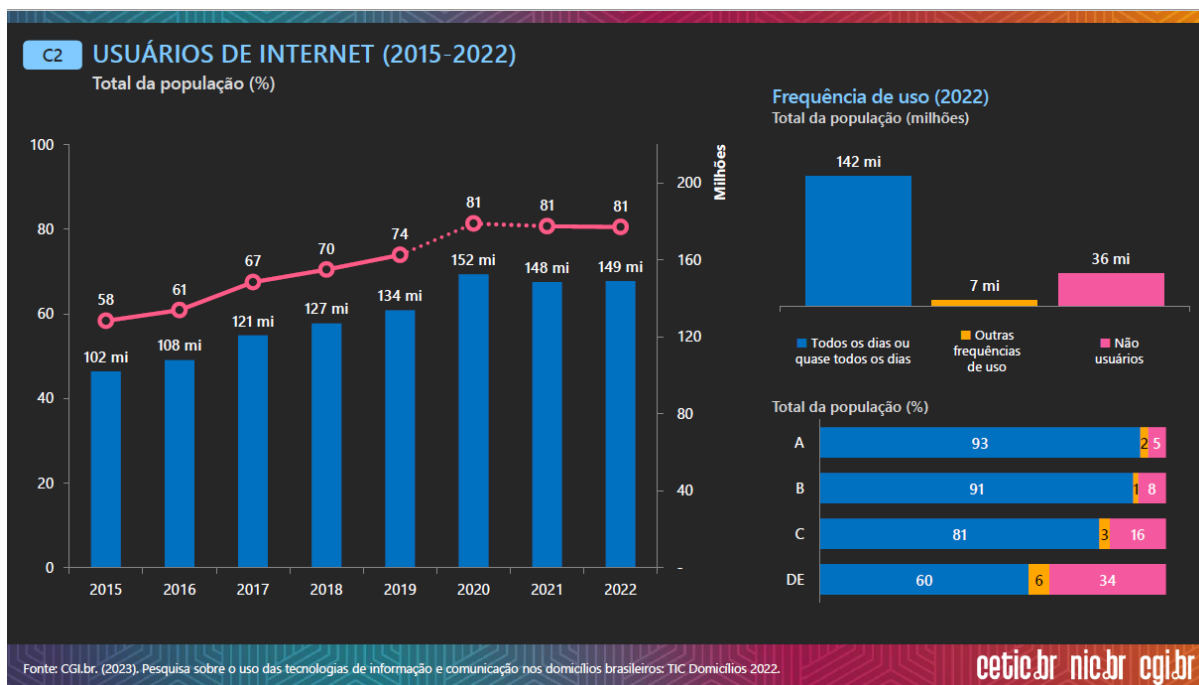 C2 USUÁRIOS DE INTERNET (2015-2022)
Total da população (%)
100
80
60
40
20
0
58
61
67
70
74
81
81
81
102 mi
108 mi
121 mi
127 mi
134 mi
152 mi
148 mi
149 mi
2015 2016 2017 2018 2019 2020 2021 2022
Milhões
200
160
120
80
40
-
Frequência de uso (2022)
Total da população (milhões)
142 mi
7 mi
36 mi
Todos os dias ou
quase todos os dias
Outras
frequências
de uso
Não
usuários
Total da população (%)
A 93 2 5
B 91 1 8
C 81 3 16
DE 60 6 34
Fonte: CGI.br. (2023). Pesquisa sobre o uso das tecnologias de informação e comunicação nos domicílios brasileiros: TIC Domicílios 2022.
cetic.br nic.br cgi.br